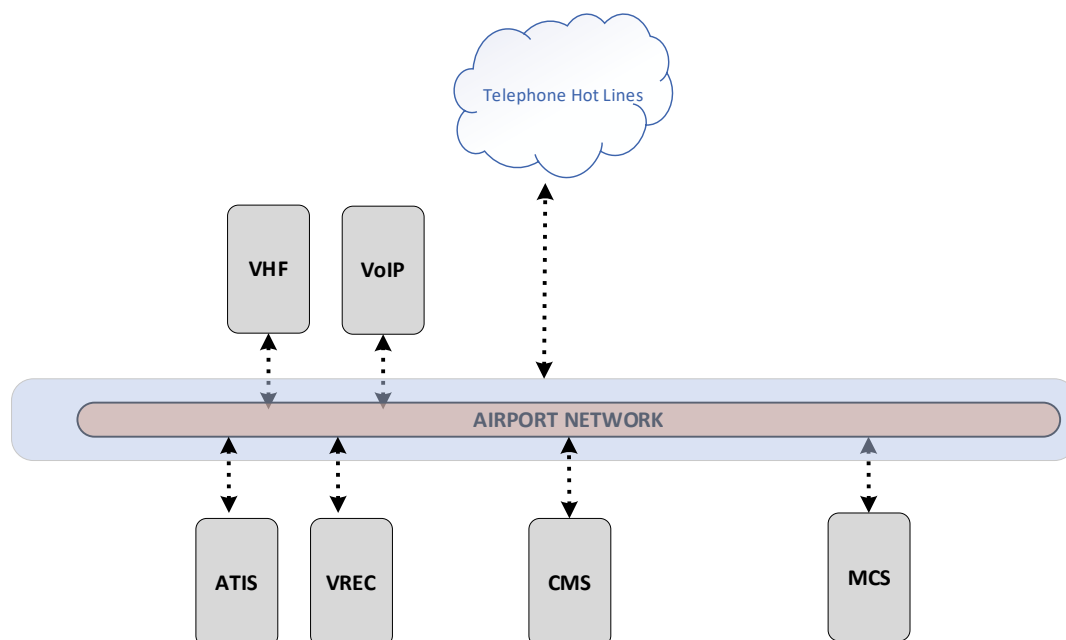 Telephone Hot Lines
VHF
VoIP
AIRPORT NETWORK
ATIS
VREC
CMS
MCS